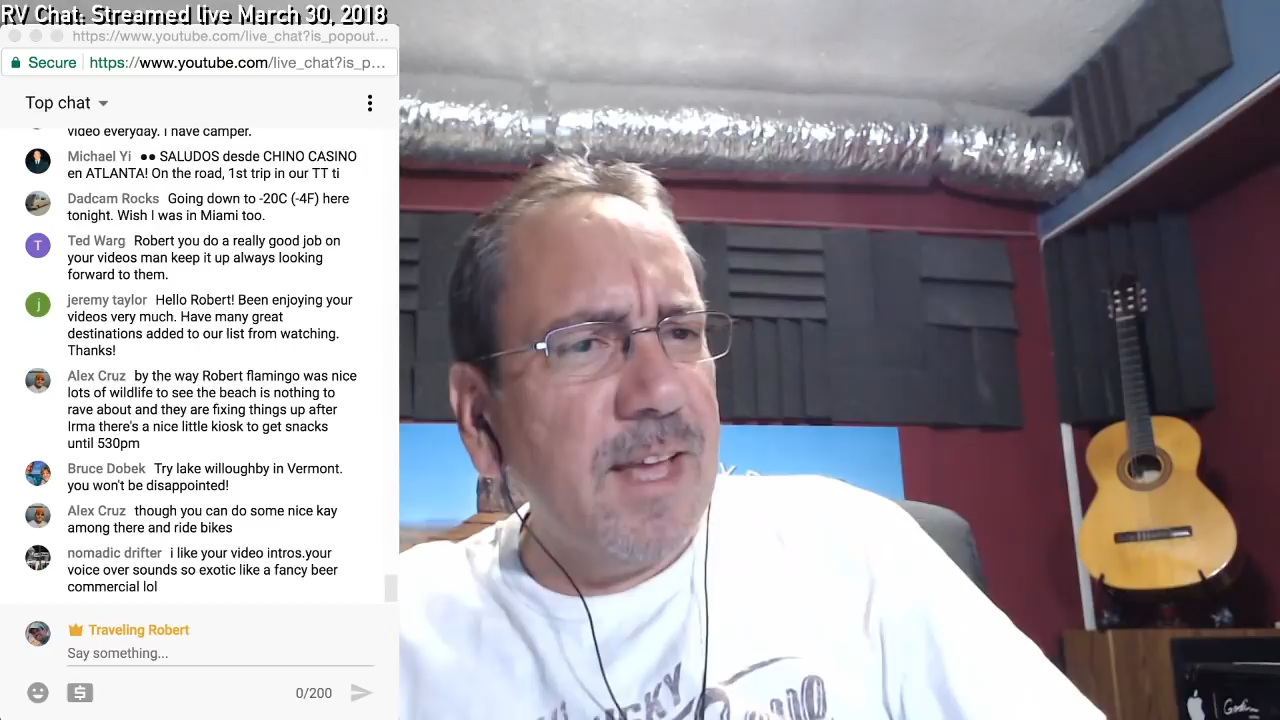 RV Chat. Streamed live March 30, 2018
https://www.youtube.com/live_chat?is_popout...
Secure https://www.youtube.com/live_chat?is_p...
Top chat
video everyday. I have camper.
Michael Yi •• SALUDOS desde CHINO CASINO
en ATLANTA! On the road, 1st trip in our TT ti
Dadcam Rocks Going down to -20C (-4F) here
tonight. Wish I was in Miami too.
T
Ted Warg Robert you do a really good job on
your videos man keep it up always looking
forward to them.
j
jeremy taylor Hello Robert! Been enjoying your
videos very much. Have many great
destinations added to our list from watching.
Thanks!
Alex Cruz by the way Robert flamingo was nice
lots of wildlife to see the beach is nothing to
rave about and they are fixing things up after
Irma there's a nice little kiosk to get snacks
until 530pm
Bruce Dobek Try lake willoughby in Vermont.
you won't be disappointed!
Alex Cruz though you can do some nice kay
among there and ride bikes
nomadic drifter i like your video intros.your
voice over sounds so exotic like a fancy beer
commercial lol
Traveling Robert
Say something...
0/200
Godin